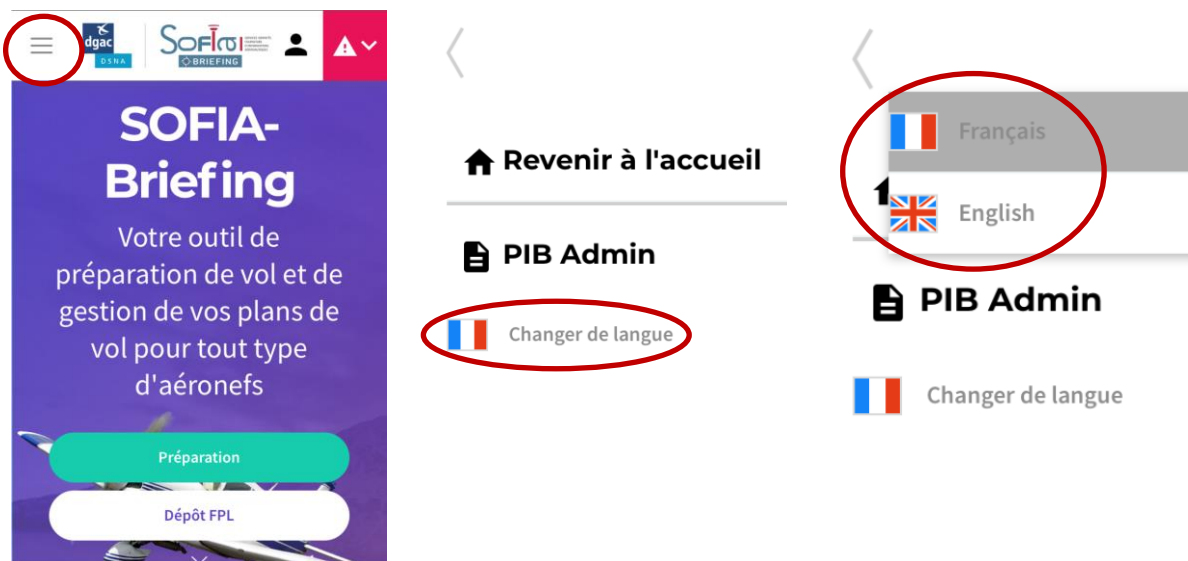 dgac
DSNA
SOFIA
BRIEFING
SOFIA-
Briefing
Votre outil de
préparation de vol et de
gestion de vos plans de
vol pour tout type
d'aéronefs
Préparation
Dépôt FPL
Revenir à l'accueil
PIB Admin
Changer de langue
Français
English
PIB Admin
Changer de langue